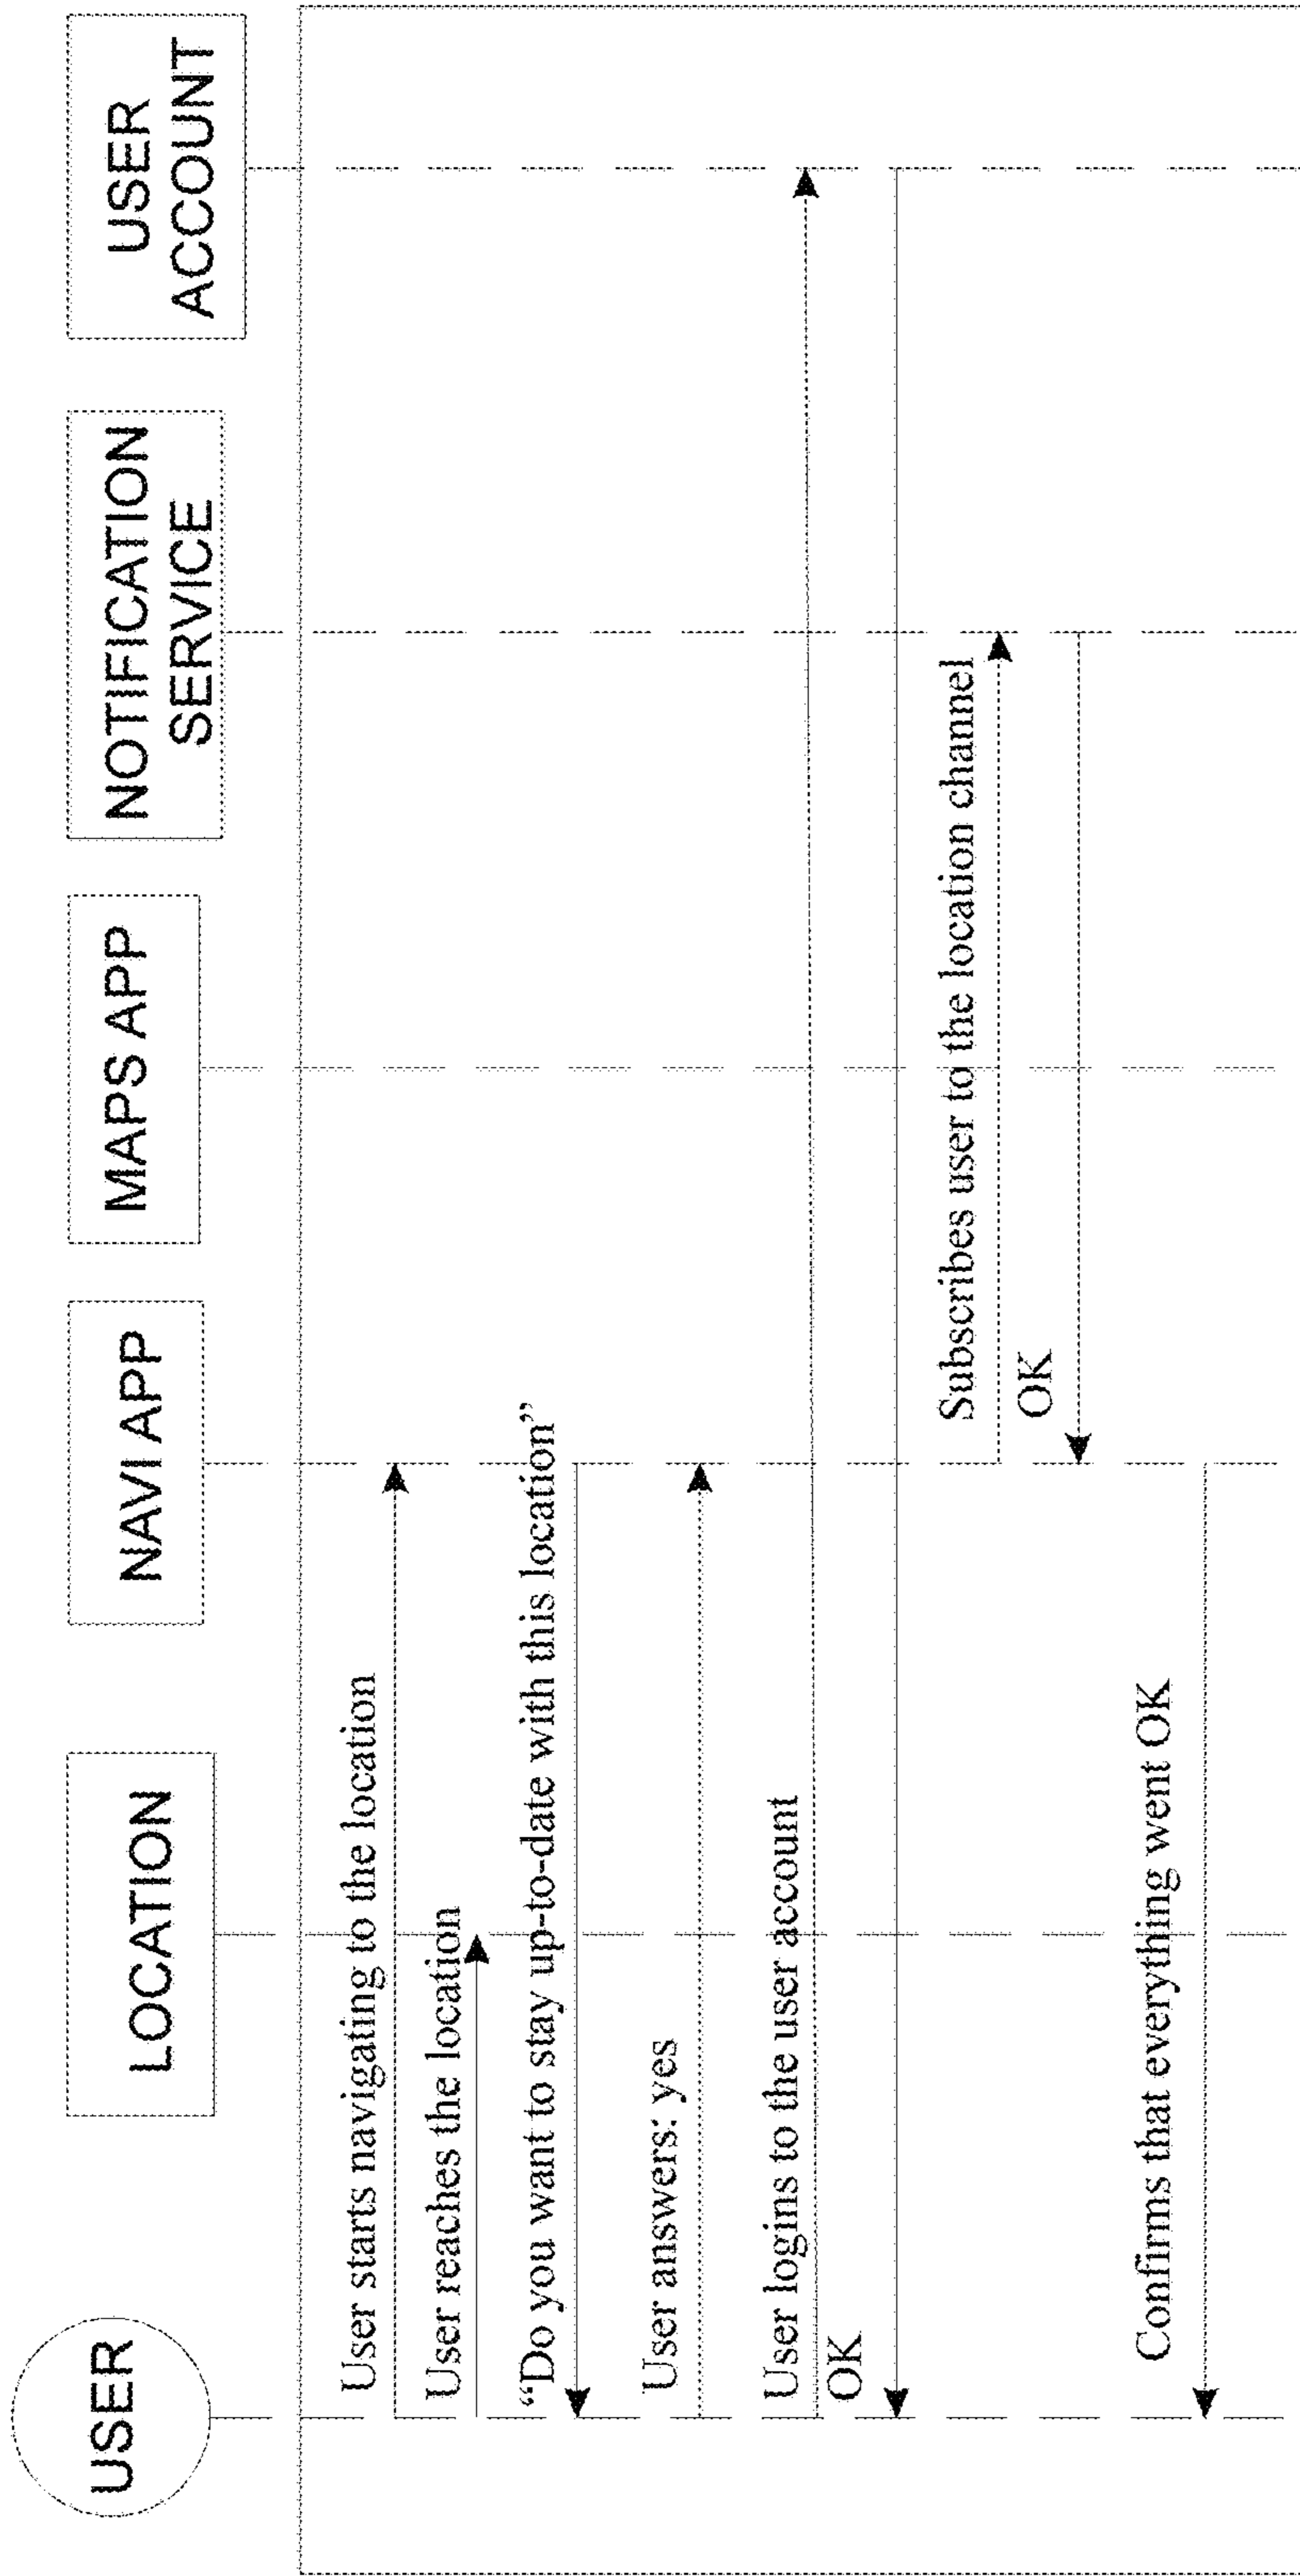 USER
LOCATION
NAVI APP
MAPS APP
NOTIFICATION
SERVICE
USER
ACCOUNT
User starts navigating to the location
User reaches the location
“Do you want to stay up-to-date with this location”
User answers: yes
User logins to the user account
OK
Subscribes user to the location channel
OK
Confirms that everything went OK